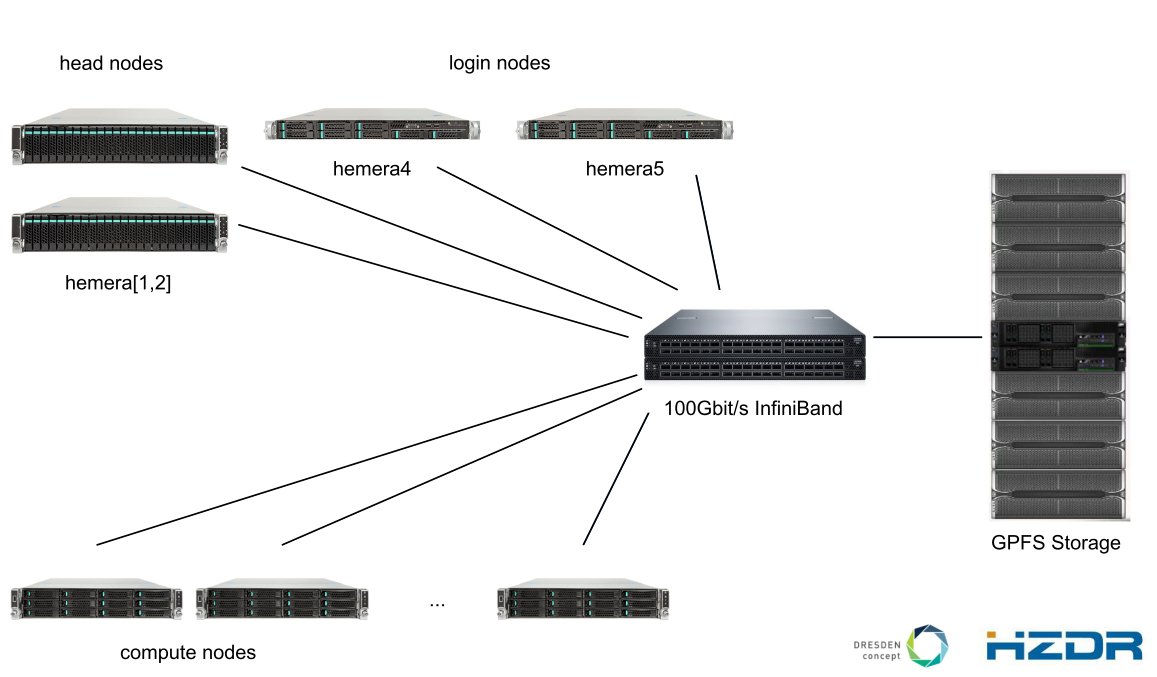 head nodes
login nodes
hemera4
hemera5
hemera[1,2]
100Gbit/s InfiniBand
GPFS Storage
...
compute nodes
DRESDEN
concept
HZDR